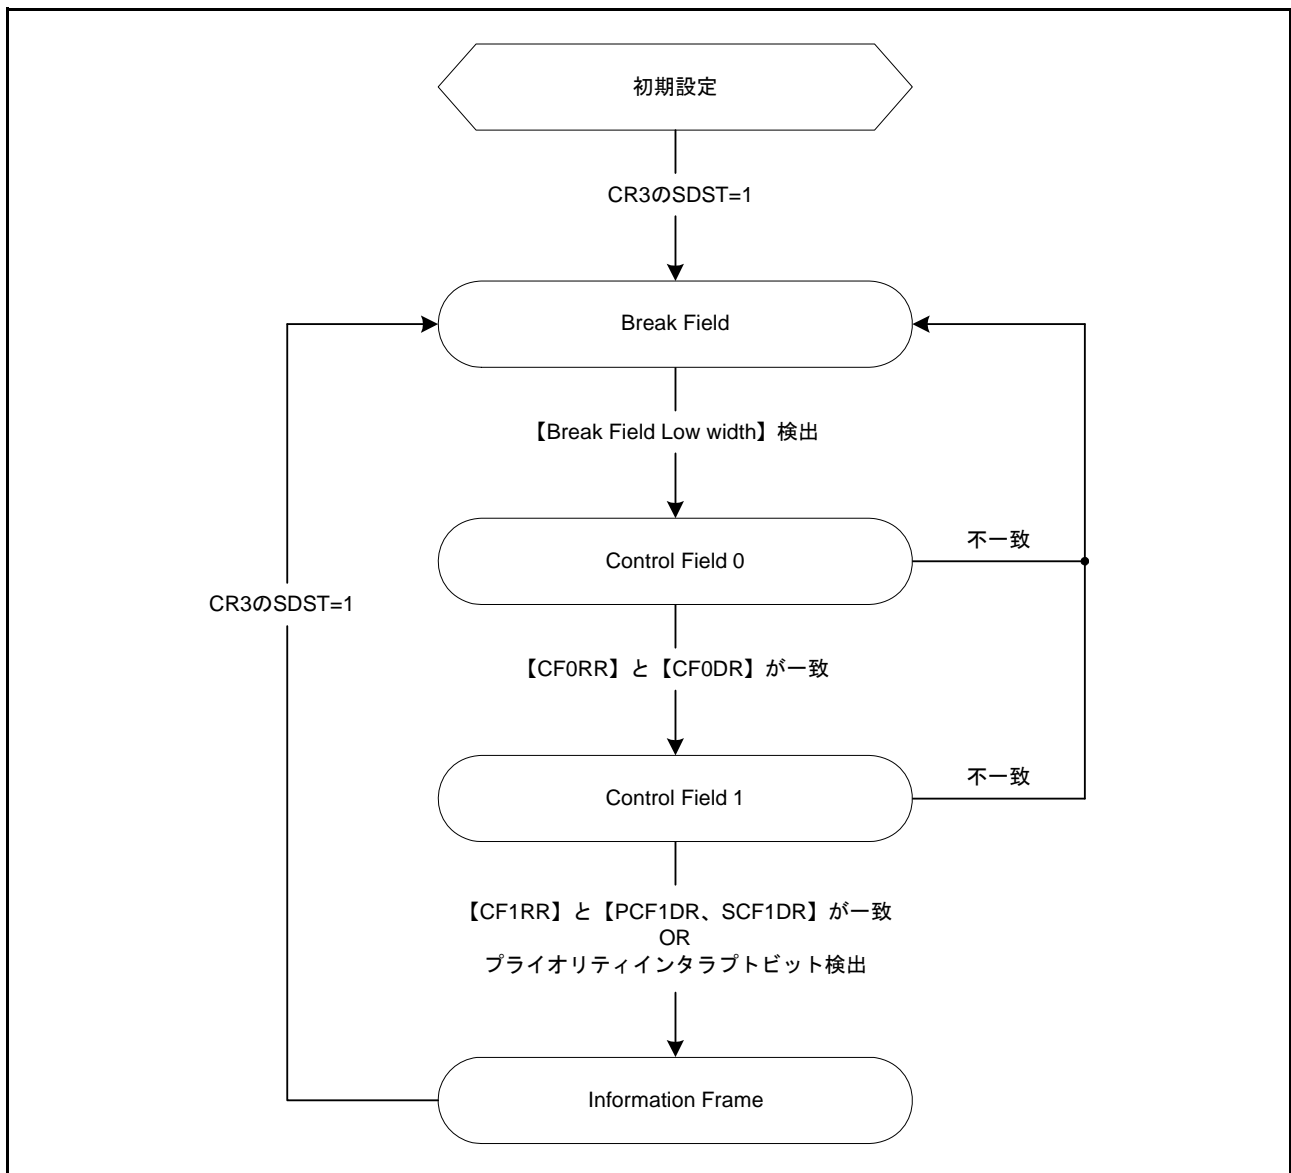 初期設定
CR3のSDST=1
Break Field
【Break Field Low width】検出
Control Field 0
不一致
CR3のSDST=1
【CF0RR】と【CF0DR】が一致
Control Field 1
不一致
【CF1RR】と【PCF1DR、SCF1DR】が一致
OR
プライオリティインタラプトビット検出
Information Frame